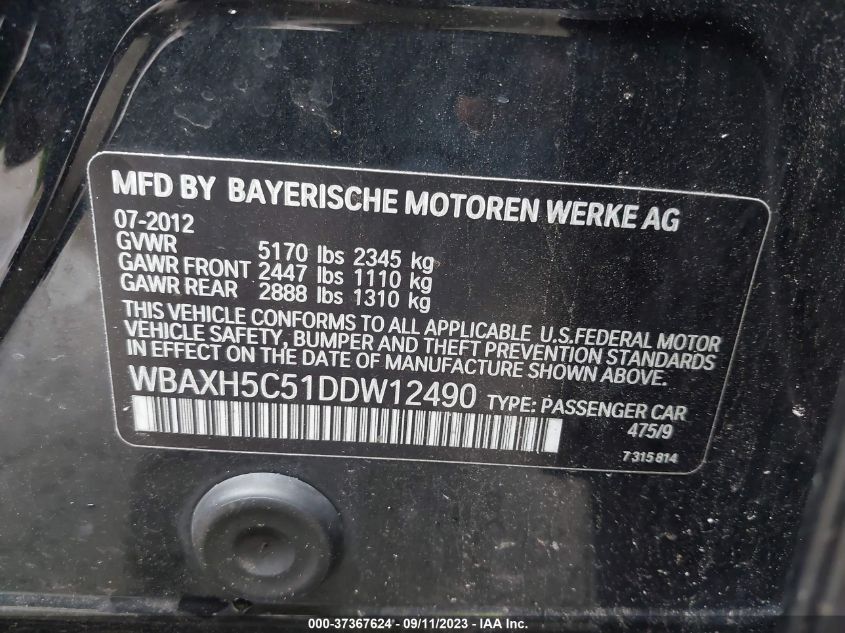 MFD BY BAYERISCHE MOTOREN WERKE AG
07-2012
GVWR 5170 lbs 2345 kg
GAWR FRONT 2447 lbs 1110 kg
GAWR REAR 2888 lbs 1310 kg
THIS VEHICLE CONFORMS TO ALL APPLICABLE U.S.FEDERAL MOTOR
VEHICLE SAFETY, BUMPER AND THEFT PREVENTION STANDARDS
IN EFFECT ON THE DATE OF MANUFACTURE SHOWN ABOVE.
WBAXH5C51DDW12490 TYPE: PASSENGER CAR
475/9
7315814
000-37367624 - 09/11/2023 - IAAI.COM